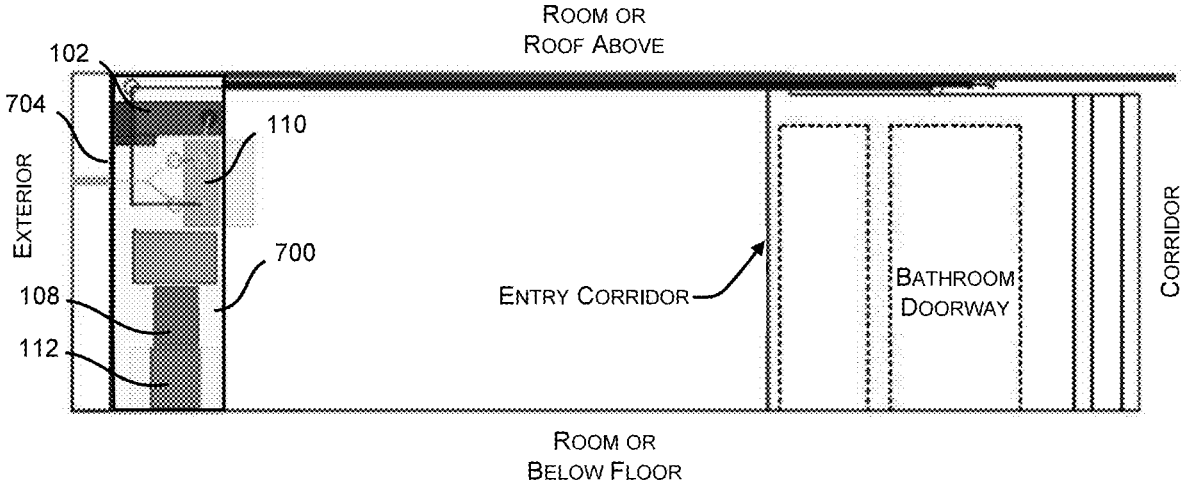 ROOM OR
ROOF ABOVE
102
704
110
EXTERIOR
700
108
112
ENTRY CORRIDOR
BATHROOM
DOORWAY
CORRIDOR
ROOM OR
BELOW FLOOR